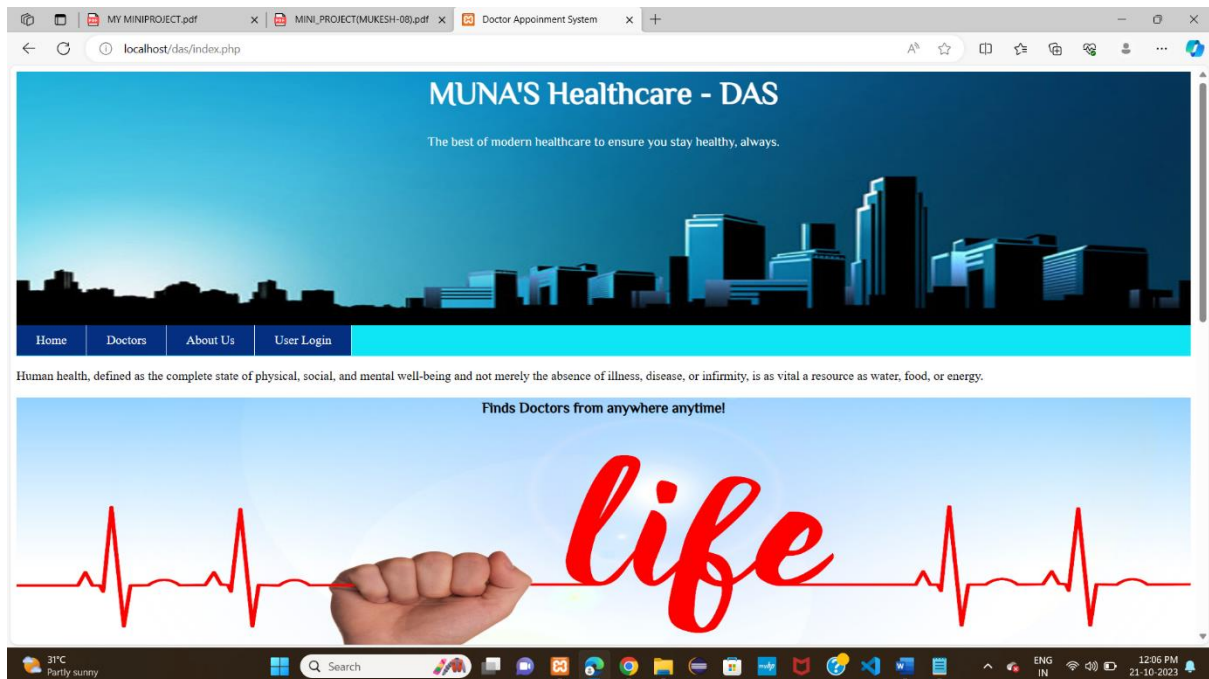 MY MINIPROJECT.pdf
MINI_PROJECT(MUKESH-08).pdf
Doctor Appoinment System
localhost/das/index.php
MUNA'S Healthcare - DAS
The best of modern healthcare to ensure you stay healthy, always.
Home Doctors About Us User Login
Human health, defined as the complete state of physical, social, and mental well-being and not merely the absence of illness, disease, or infirmity, is as vital a resource as water, food, or energy.
Finds Doctors from anywhere anytime!
life
31°C
Partly sunny
Search
ENG
IN
12:06 PM
21-10-2023